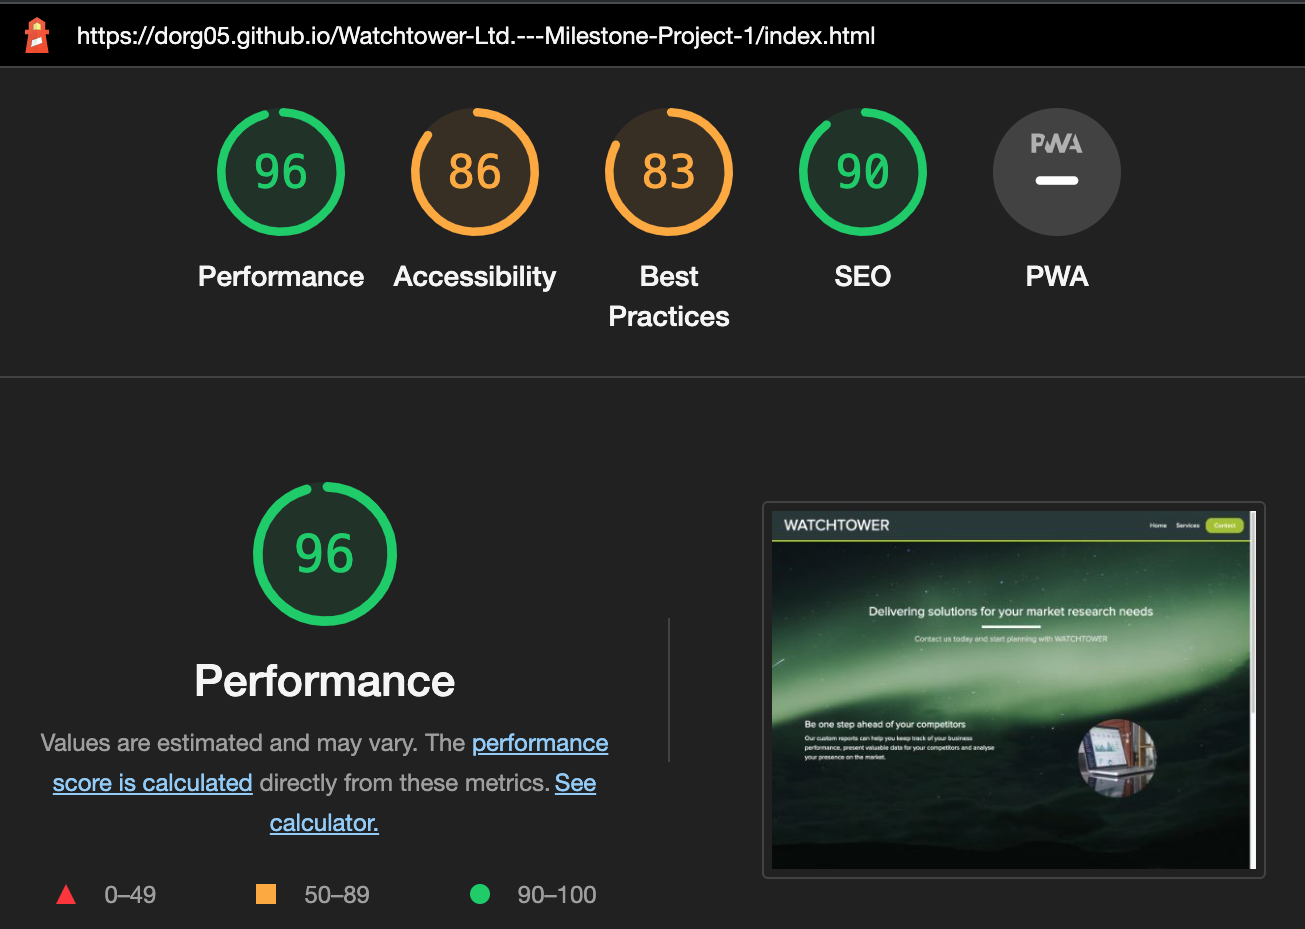 https://dorg05.github.io/Watchtower-Ltd.---Milestone-Project-1/index.html
96
86
83
90
PWA
Performance
Accessibility
Best
Practices
SEO
PWA
96
Performance
Values are estimated and may vary. The performance
score is calculated directly from these metrics. See
calculator.
0–49
50–89
90–100
WATCHTOWER
Home
Services
Contact
Delivering solutions for your market research needs
Contact us today and start planning with WATCHTOWER
Be one step ahead of your competitors
Our custom reports can help you keep track of your business
performance, present valuable data for your competitors and analyse
your presence on the market.